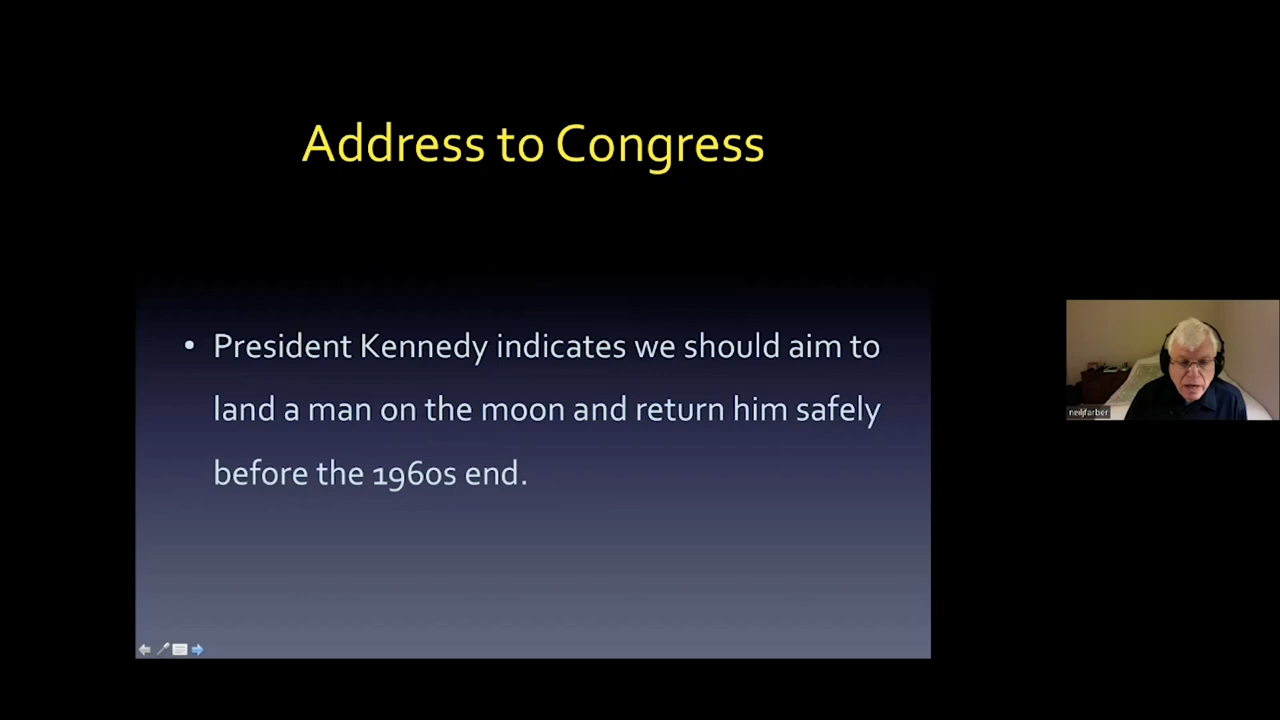 Address to Congress
• President Kennedy indicates we should aim to
land a man on the moon and return him safely
before the 1960s end.
neiljfarber